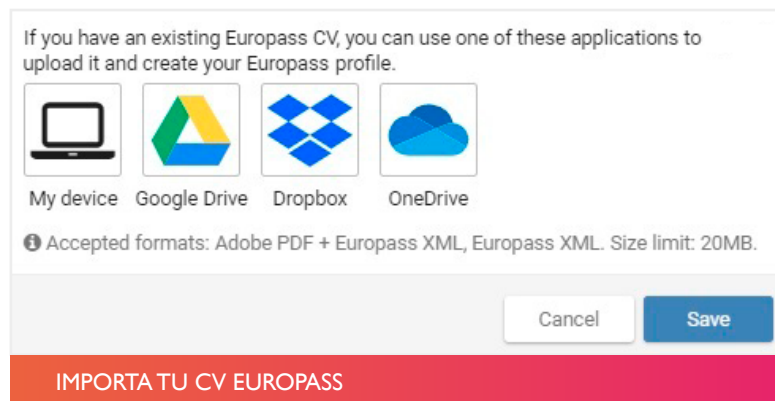 If you have an existing Europass CV, you can use one of these applications to
upload it and create your Europass profile.
My device Google Drive Dropbox OneDrive
Accepted formats: Adobe PDF + Europass XML, Europass XML. Size limit: 20MB.
Cancel Save
IMPORTA TU CV EUROPASS